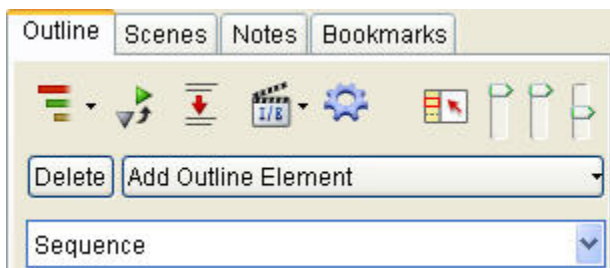 Outline Scenes Notes Bookmarks
I/E
Delete Add Outline Element
Sequence